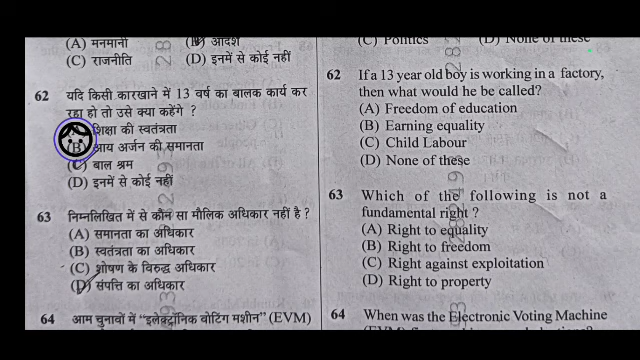 (A) मनमानी (B) आदर्श
(C) राजनीति (D) इनमें से कोई नहीं
62 यदि किसी कारखाने में 13 वर्ष का बालक कार्य कर
रहा हो तो उसे क्या कहेंगे ?
शिक्षा की स्वतंत्रता
(B) आय अर्जन की समानता
(C) बाल श्रम
(D) इनमें से कोई नहीं
63 निम्नलिखित में से कौन सा मौलिक अधिकार नहीं है ?
(A) समानता का अधिकार
(B) स्वतंत्रता का अधिकार
(C) शोषण के विरुद्ध अधिकार
(D) संपत्ति का अधिकार
64 आम चुनावों में "इलेक्ट्रॉनिक वोटिंग मशीन" (EVM)
(C) Politics (D) None of these
62 If a 13 year old boy is working in a factory,
then what would he be called?
(A) Freedom of education
(B) Earning equality
(C) Child Labour
(D) None of these
63 Which of the following is not a
fundamental right ?
(A) Right to equality
(B) Right to freedom
(C) Right against exploitation
(D) Right to property
64 When was the Electronic Voting Machine